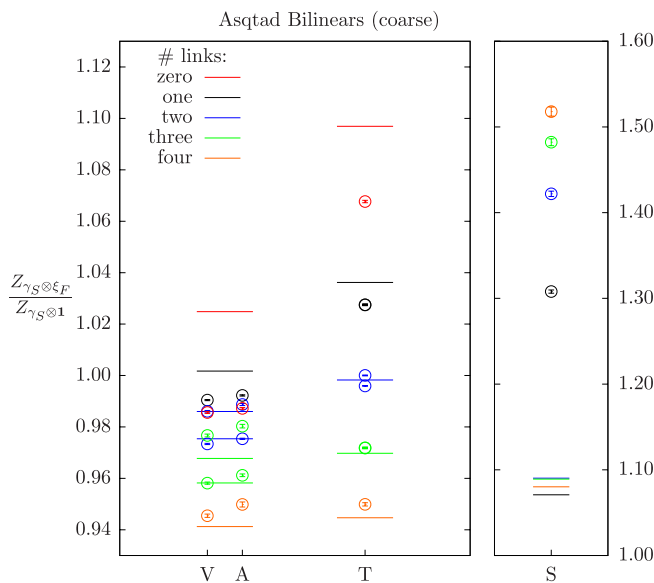 Asqtad Bilinears (coarse)
# links:
zero
one
two
three
four
1.12
1.10
1.08
1.06
1.04
1.02
1.00
0.98
0.96
0.94
Z_{γ_S⊗ξ_F}
Z_{γ_S⊗1}
V A T S
1.60
1.50
1.40
1.30
1.20
1.10
1.00